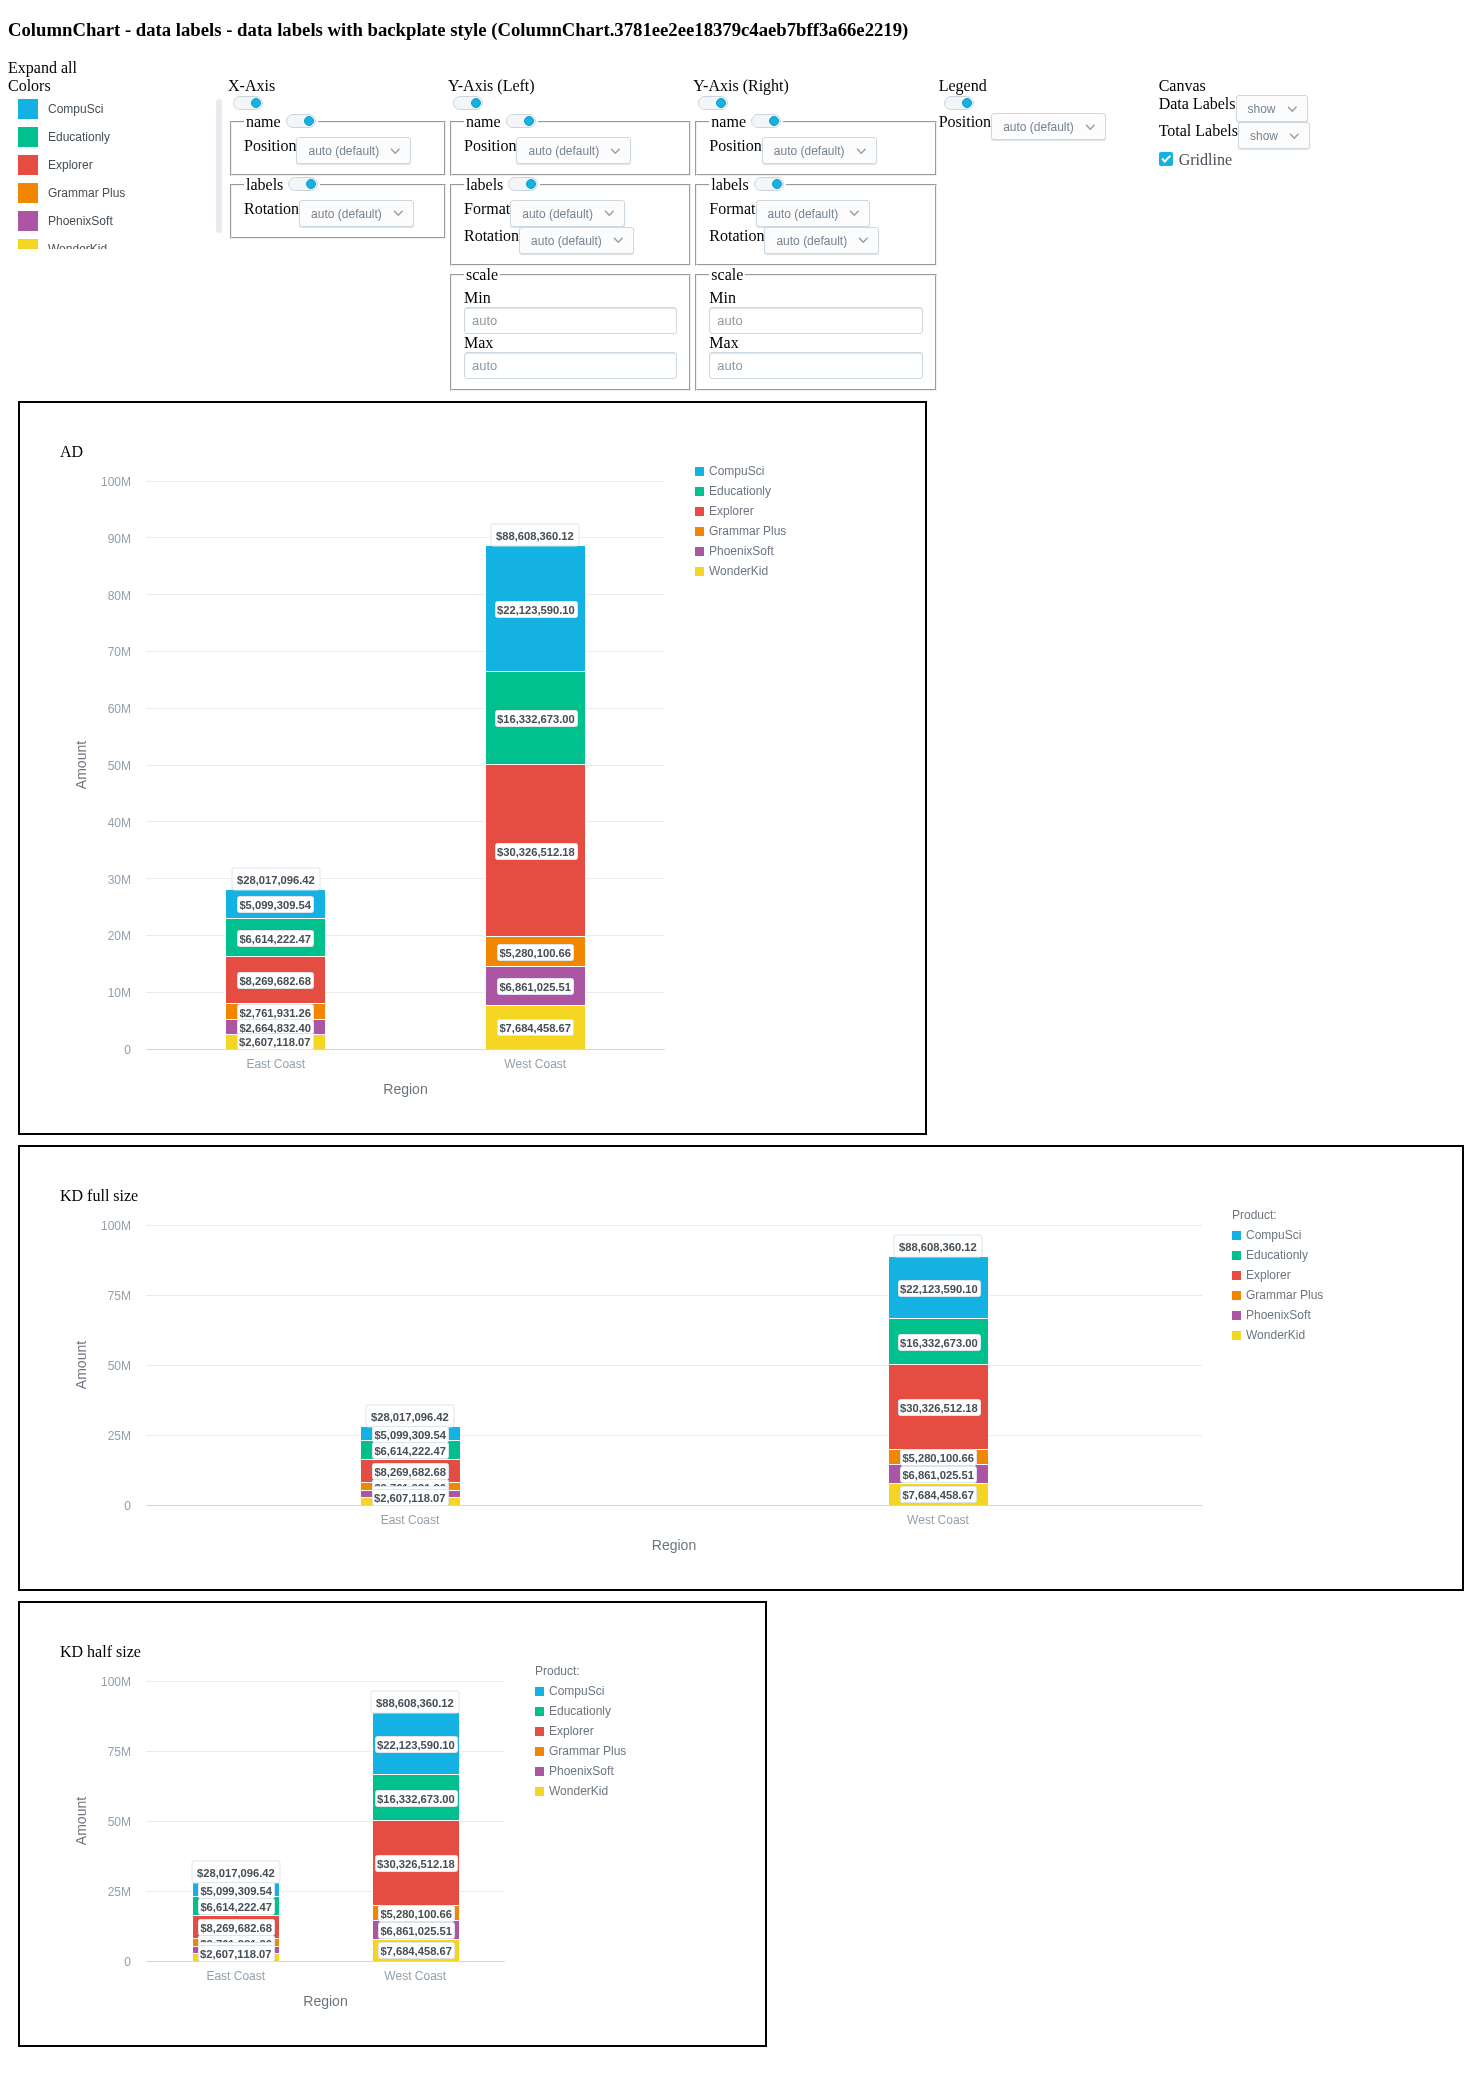 ColumnChart - data labels - data labels with backplate style (ColumnChart.3781ee2ee18379c4aeb7bff3a66e2219)
Expand all
Colors
CompuSci
Educationly
Explorer
Grammar Plus
PhoenixSoft
WonderKid
X-Axis
name
Position auto (default)
labels
Rotation auto (default)
Y-Axis (Left)
name
Position auto (default)
labels
Format auto (default)
Rotation auto (default)
scale
Min
auto
Max
auto
Y-Axis (Right)
name
Position auto (default)
labels
Format auto (default)
Rotation auto (default)
scale
Min
auto
Max
auto
Legend
Position auto (default)
Canvas
Data Labels show
Total Labels show
Gridline
AD
100M
90M
80M
70M
60M
50M
40M
30M
20M
10M
0
Amount
$28,017,096.42
$5,099,309.54
$6,614,222.47
$8,269,682.68
$2,761,931.26
$2,664,832.40
$2,607,118.07
$88,608,360.12
$22,123,590.10
$16,332,673.00
$30,326,512.18
$5,280,100.66
$6,861,025.51
$7,684,458.67
East Coast
West Coast
Region
CompuSci
Educationly
Explorer
Grammar Plus
PhoenixSoft
WonderKid
KD full size
100M
75M
50M
25M
0
Amount
$28,017,096.42
$5,099,309.54
$6,614,222.47
$8,269,682.68
$2,607,118.07
$88,608,360.12
$22,123,590.10
$16,332,673.00
$30,326,512.18
$5,280,100.66
$6,861,025.51
$7,684,458.67
East Coast
West Coast
Region
Product:
CompuSci
Educationly
Explorer
Grammar Plus
PhoenixSoft
WonderKid
KD half size
100M
75M
50M
25M
0
Amount
$28,017,096.42
$5,099,309.54
$6,614,222.47
$8,269,682.68
$2,607,118.07
$88,608,360.12
$22,123,590.10
$16,332,673.00
$30,326,512.18
$5,280,100.66
$6,861,025.51
$7,684,458.67
East Coast
West Coast
Region
Product:
CompuSci
Educationly
Explorer
Grammar Plus
PhoenixSoft
WonderKid